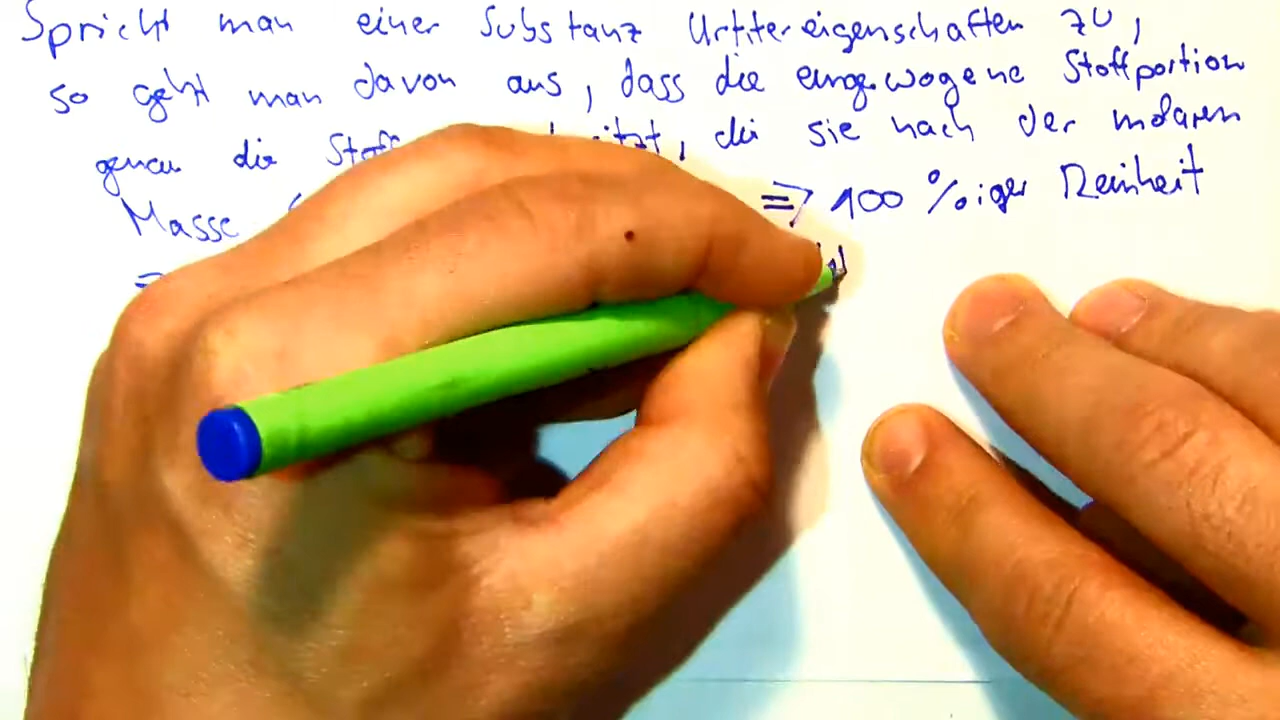 Spricht man einer Substanz Urtitereigenschaften zu,
so geht man davon aus, dass die eingewogene Stoffportion
genau die, die sie nach der molaren
Masse => 100 %iger Reinheit